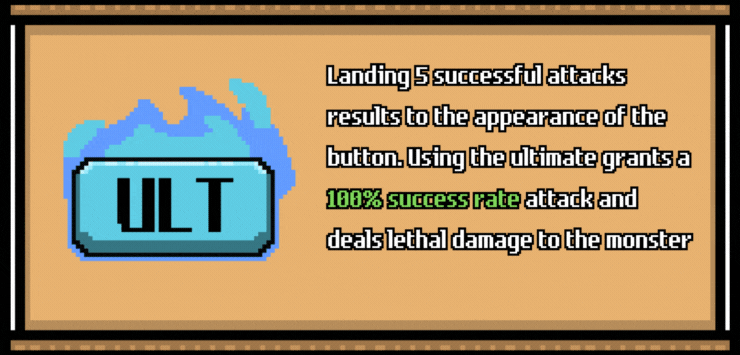 ULT
Landing 5 successful attacks
results to the appearance of the
button. Using the ultimate grants a
100% success rate attack and
deals lethal damage to the monster